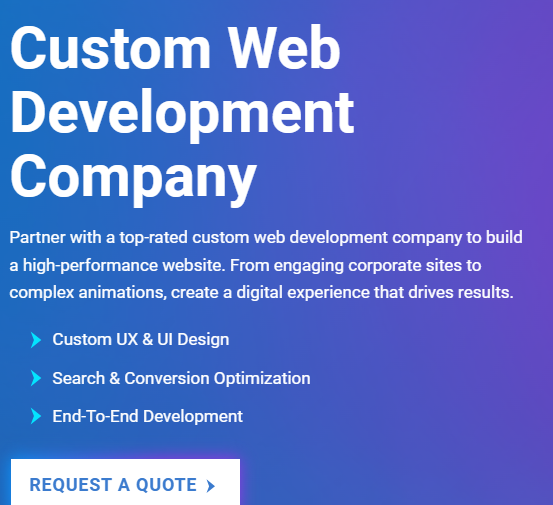 Custom Web
Development
Company
Partner with a top-rated custom web development company to build
a high-performance website. From engaging corporate sites to
complex animations, create a digital experience that drives results.
Custom UX & UI Design
Search & Conversion Optimization
End-To-End Development
REQUEST A QUOTE